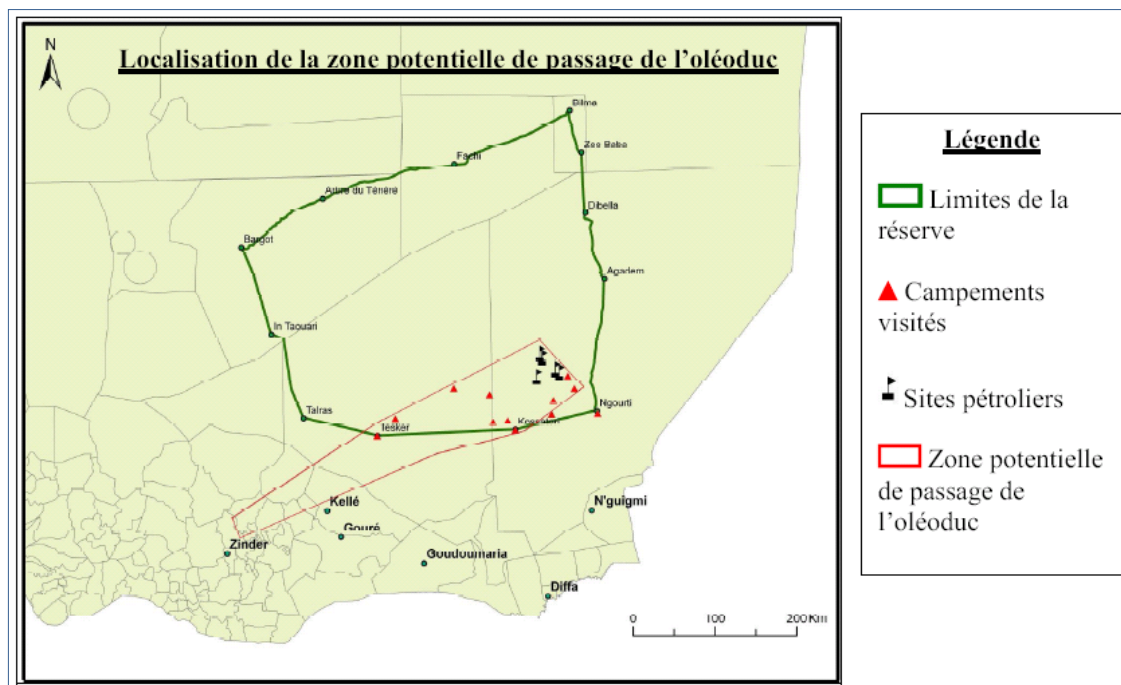 Localisation de la zone potentielle de passage de l'oléoduc
N
Bilma
Zoo Baba
Fachi
Arbre du Ténéré
Dibella
Bargot
Agadem
In Taouari
Talras
Ngourti
Tesker
Kellé
N'guigmi
Gouré
Zinder
Goudoumaria
Diffa
0 100 200 Km
Légende
Limites de la
réserve
Campements
visités
Sites pétroliers
Zone potentielle
de passage de
l'oléoduc